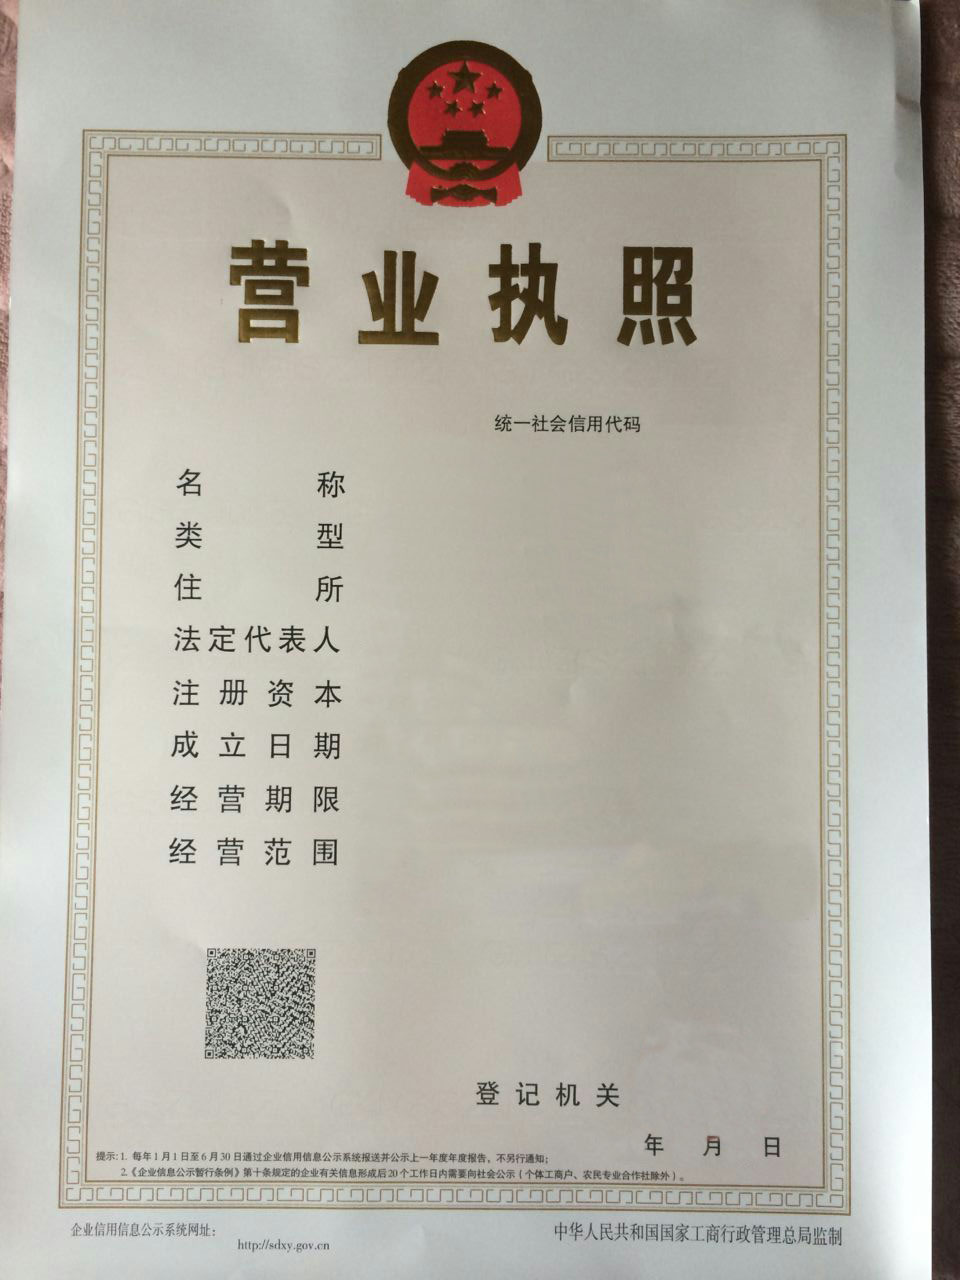 营业执照
统一社会信用代码
名称
类型
住所
法定代表人
注册资本
成立日期
经营期限
经营范围
登记机关
年 月 日
提示:1. 每年1月1日至6月30日通过企业信用信息公示系统报送并公示上一年度年度报告,不另行通知;
2.《企业信息公示暂行条例》第十条规定的企业有关信息形成后20个工作日内需要向社会公示(个体工商户、农民专业合作社除外)。
企业信用信息公示系统网址:
http://sdxy.gov.cn
中华人民共和国国家工商行政管理总局监制